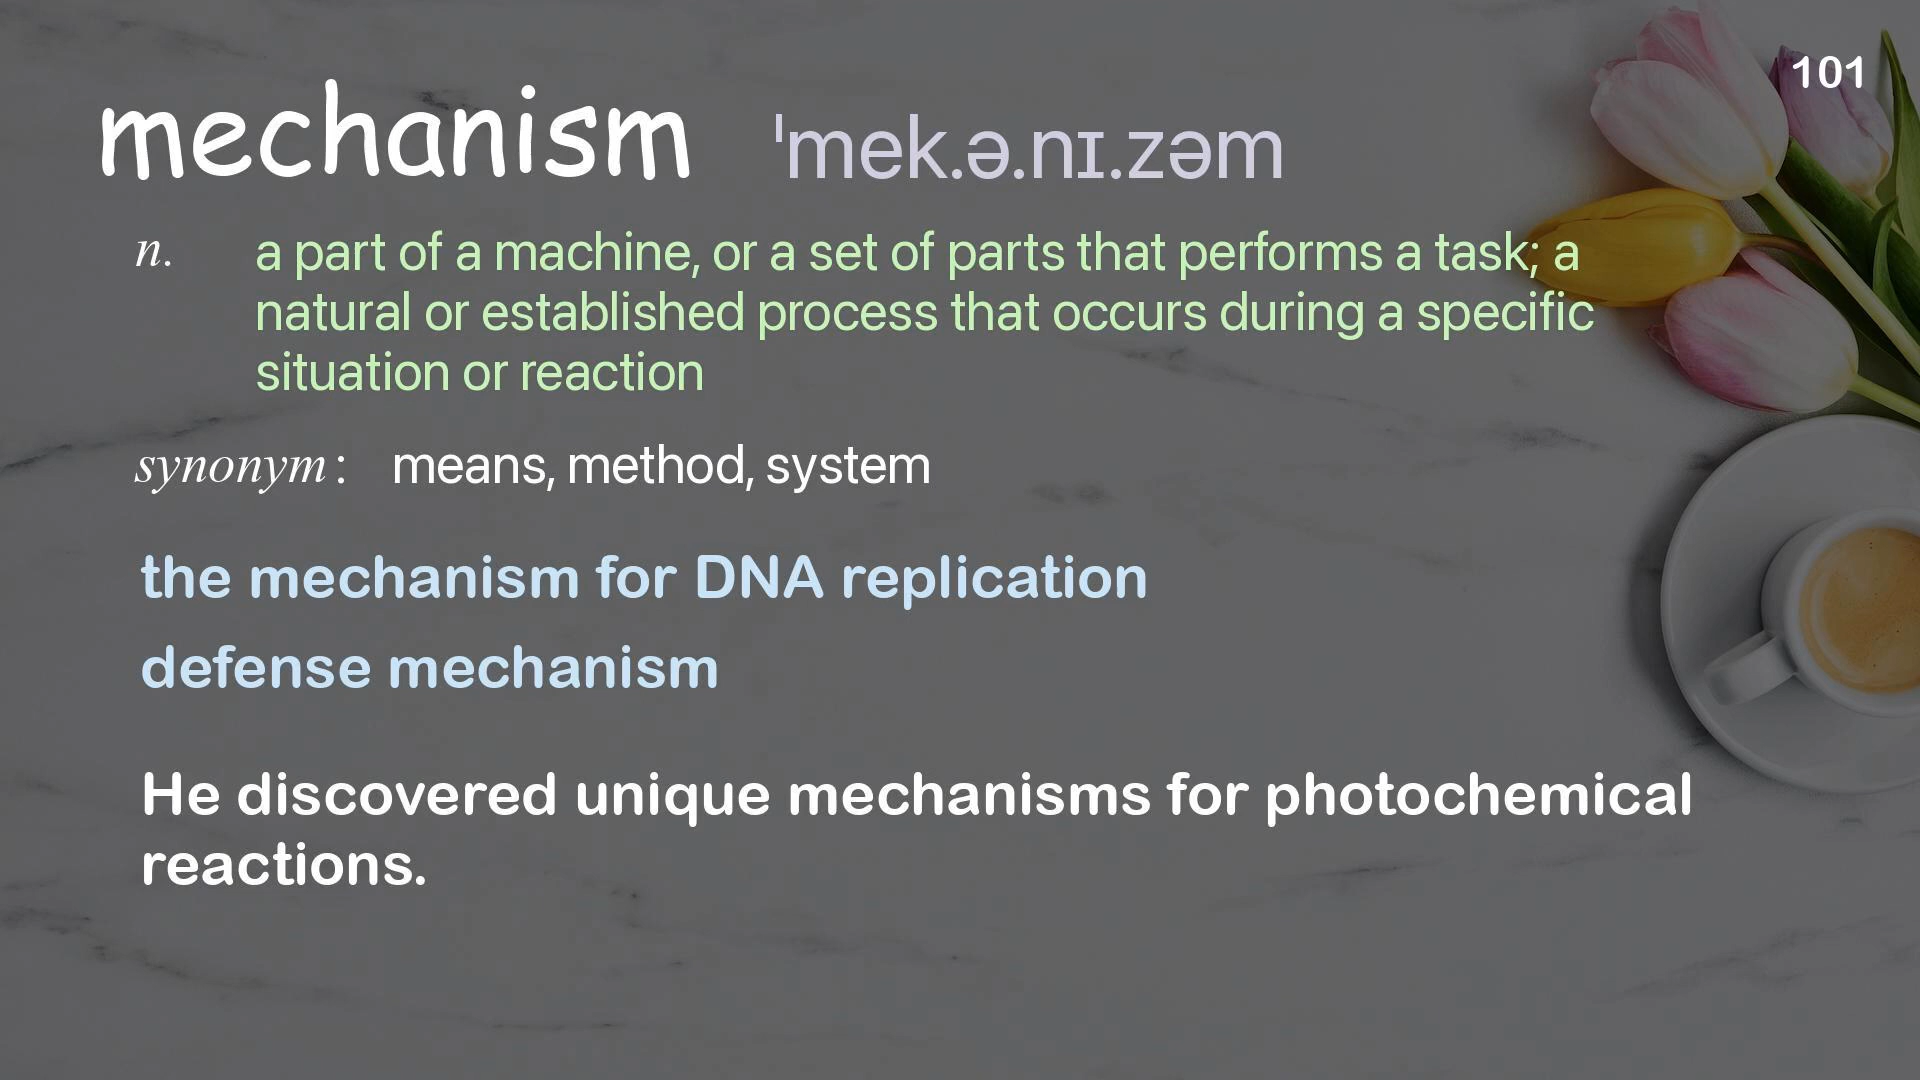 101
mechanism ˈmek.ə.nɪ.zəm
n. a part of a machine, or a set of parts that performs a task; a
natural or established process that occurs during a specific
situation or reaction
synonym : means, method, system
the mechanism for DNA replication
defense mechanism
He discovered unique mechanisms for photochemical
reactions.